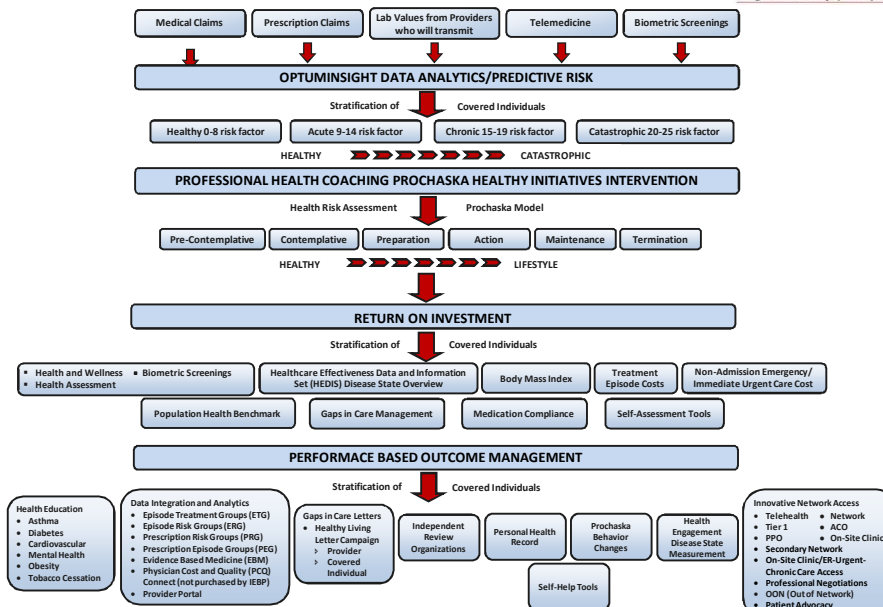 Medical Claims
Prescription Claims
Lab Values from Providers
who will transmit
Telemedicine
Biometric Screenings
OPTUMINSIGHT DATA ANALYTICS/PREDICTIVE RISK
Stratification of Covered Individuals
Healthy 0-8 risk factor
Acute 9-14 risk factor
Chronic 15-19 risk factor
Catastrophic 20-25 risk factor
HEALTHY CATASTROPHIC
PROFESSIONAL HEALTH COACHING PROCHASKA HEALTHY INITIATIVES INTERVENTION
Health Risk Assessment Prochaska Model
Pre-Contemplative
Contemplative
Preparation
Action
Maintenance
Termination
HEALTHY LIFESTYLE
RETURN ON INVESTMENT
Stratification of Covered Individuals
▪ Health and Wellness ▪ Biometric Screenings
▪ Health Assessment
Healthcare Effectiveness Data and Information
Set (HEDIS) Disease State Overview
Body Mass Index
Treatment
Episode Costs
Non-Admission Emergency/
Immediate Urgent Care Cost
Population Health Benchmark
Gaps in Care Management
Medication Compliance
Self-Assessment Tools
PERFORMACE BASED OUTCOME MANAGEMENT
Stratification of Covered Individuals
Health Education
• Asthma
• Diabetes
• Cardiovascular
• Mental Health
• Obesity
• Tobacco Cessation
Data Integration and Analytics
• Episode Treatment Groups (ETG)
• Episode Risk Groups (ERG)
• Prescription Risk Groups (PRG)
• Prescription Episode Groups (PEG)
• Evidence Based Medicine (EBM)
• Physician Cost and Quality (PCQ)
Connect (not purchased by IEBP)
• Provider Portal
Gaps in Care Letters
• Healthy Living
Letter Campaign
› Provider
› Covered
Individual
Independent
Review
Organizations
Personal Health
Record
Prochaska
Behavior
Changes
Health
Engagement
Disease State
Measurement
Self-Help Tools
Innovative Network Access
• Telehealth • Network
• Tier 1 • ACO
• PPO • On-Site Clinic
• Secondary Network
• On-Site Clinic/ER-Urgent-
Chronic Care Access
• Professional Negotiations
• OON (Out of Network)
• Patient Advocacy